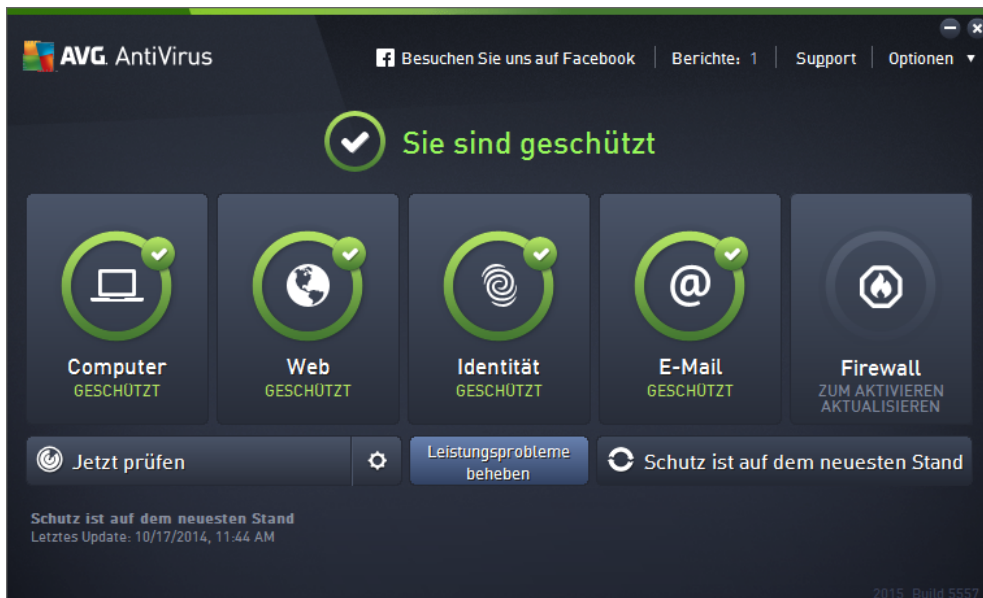 AVG AntiVirus
Besuchen Sie uns auf Facebook
Berichte: 1
Support
Optionen
Sie sind geschützt
Computer
GESCHÜTZT
Web
GESCHÜTZT
Identität
GESCHÜTZT
@
E-Mail
GESCHÜTZT
Firewall
ZUM AKTIVIEREN
AKTUALISIEREN
Jetzt prüfen
Leistungsprobleme
beheben
Schutz ist auf dem neuesten Stand
Schutz ist auf dem neuesten Stand
Letztes Update: 10/17/2014, 11:44 AM
2015 Build 5557